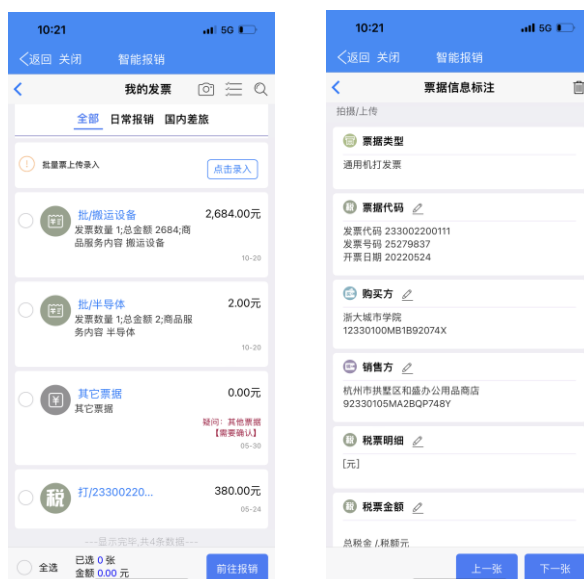 10:21
5G
返回 关闭 智能报销
我的发票
全部 日常报销 国内差旅
批量票上传录入
点击录入
批/搬运设备 2,684.00元
发票数量 1;总金额 2684;商
品服务内容 搬运设备
10-20
批/半导体 2.00元
发票数量 1;总金额 2;商品服
务内容 半导体
10-20
其它票据 0.00元
其它票据
疑问：其他票据
【需要确认】
05-30
税 打/23300220... 380.00元
05-24
---显示完毕,共4条数据---
全选
已选 0 张
金额 0.00 元
前往报销
10:21
5G
返回 关闭 智能报销
票据信息标注
拍摄/上传
票据类型
通用机打发票
税 票据代码
发票代码 233002200111
发票号码 25279837
开票日期 20220524
购买方
浙大城市学院
12330100MB1B92074X
销售方
杭州市拱墅区和盛办公用品商店
92330105MA2BQP748Y
税 税票明细
[元]
税 税票金额
总税金 /,税额元
上一张 下一张